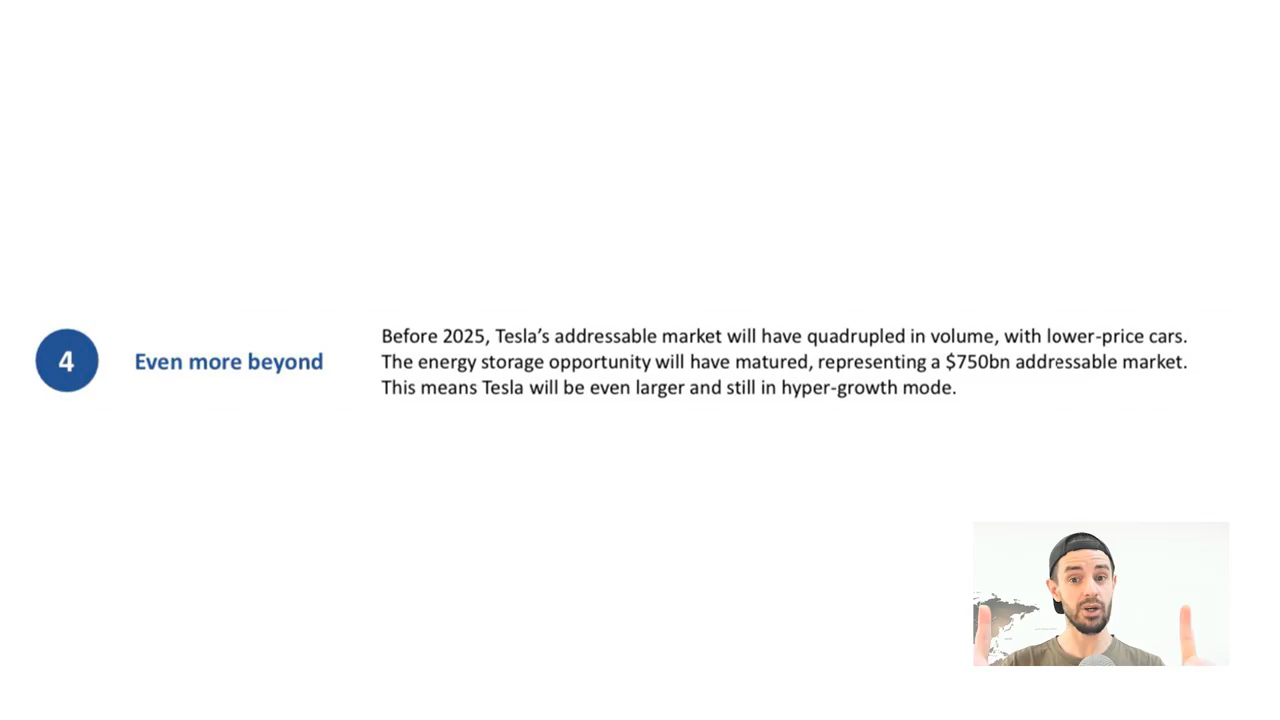 4
Even more beyond
Before 2025, Tesla's addressable market will have quadrupled in volume, with lower-price cars.
The energy storage opportunity will have matured, representing a $750bn addressable market.
This means Tesla will be even larger and still in hyper-growth mode.